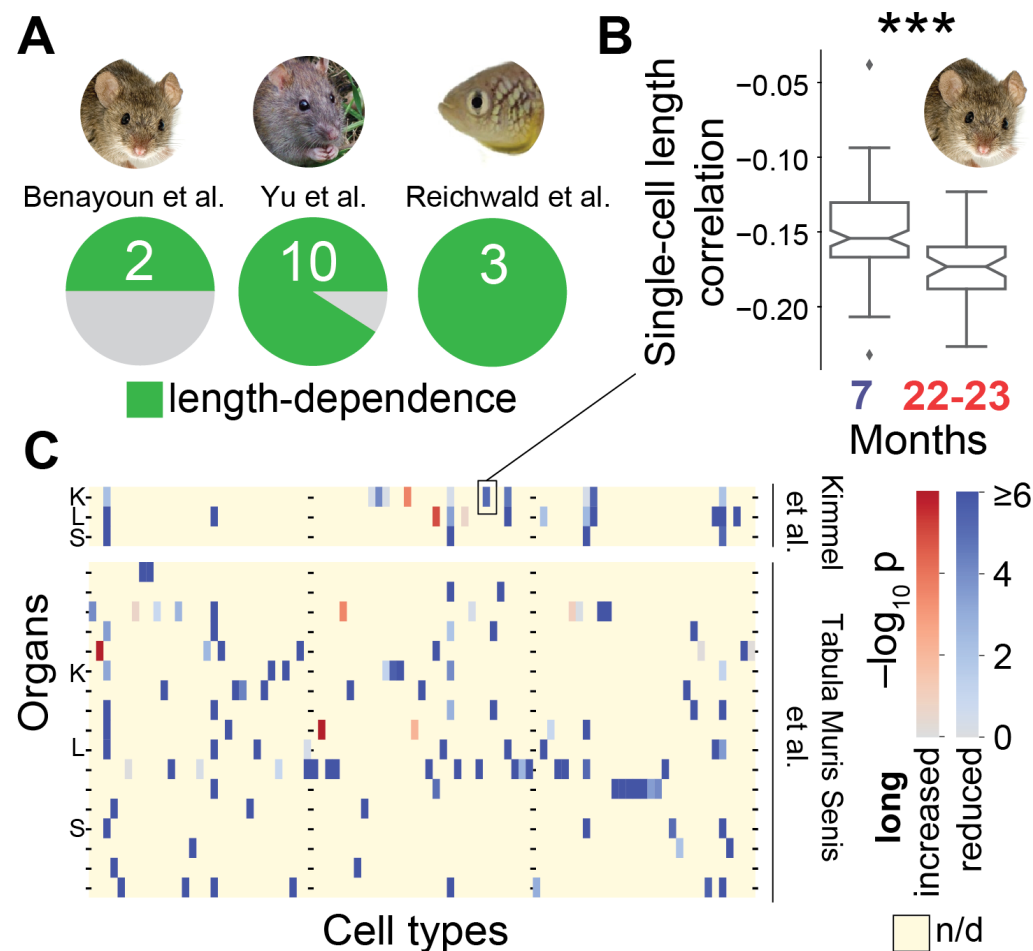 A
Benayoun et al.
Yu et al.
Reichwald et al.
2
10
3
length-dependence
B
***
Single-cell length
correlation
−0.05
−0.10
−0.15
−0.20
7
22-23
Months
C
Organs
K
L
S
K
L
S
Cell types
Kimmel
et al.
Tabula Muris Senis
et al.
−log10 p
≥6
4
2
0
long
increased
reduced
n/d